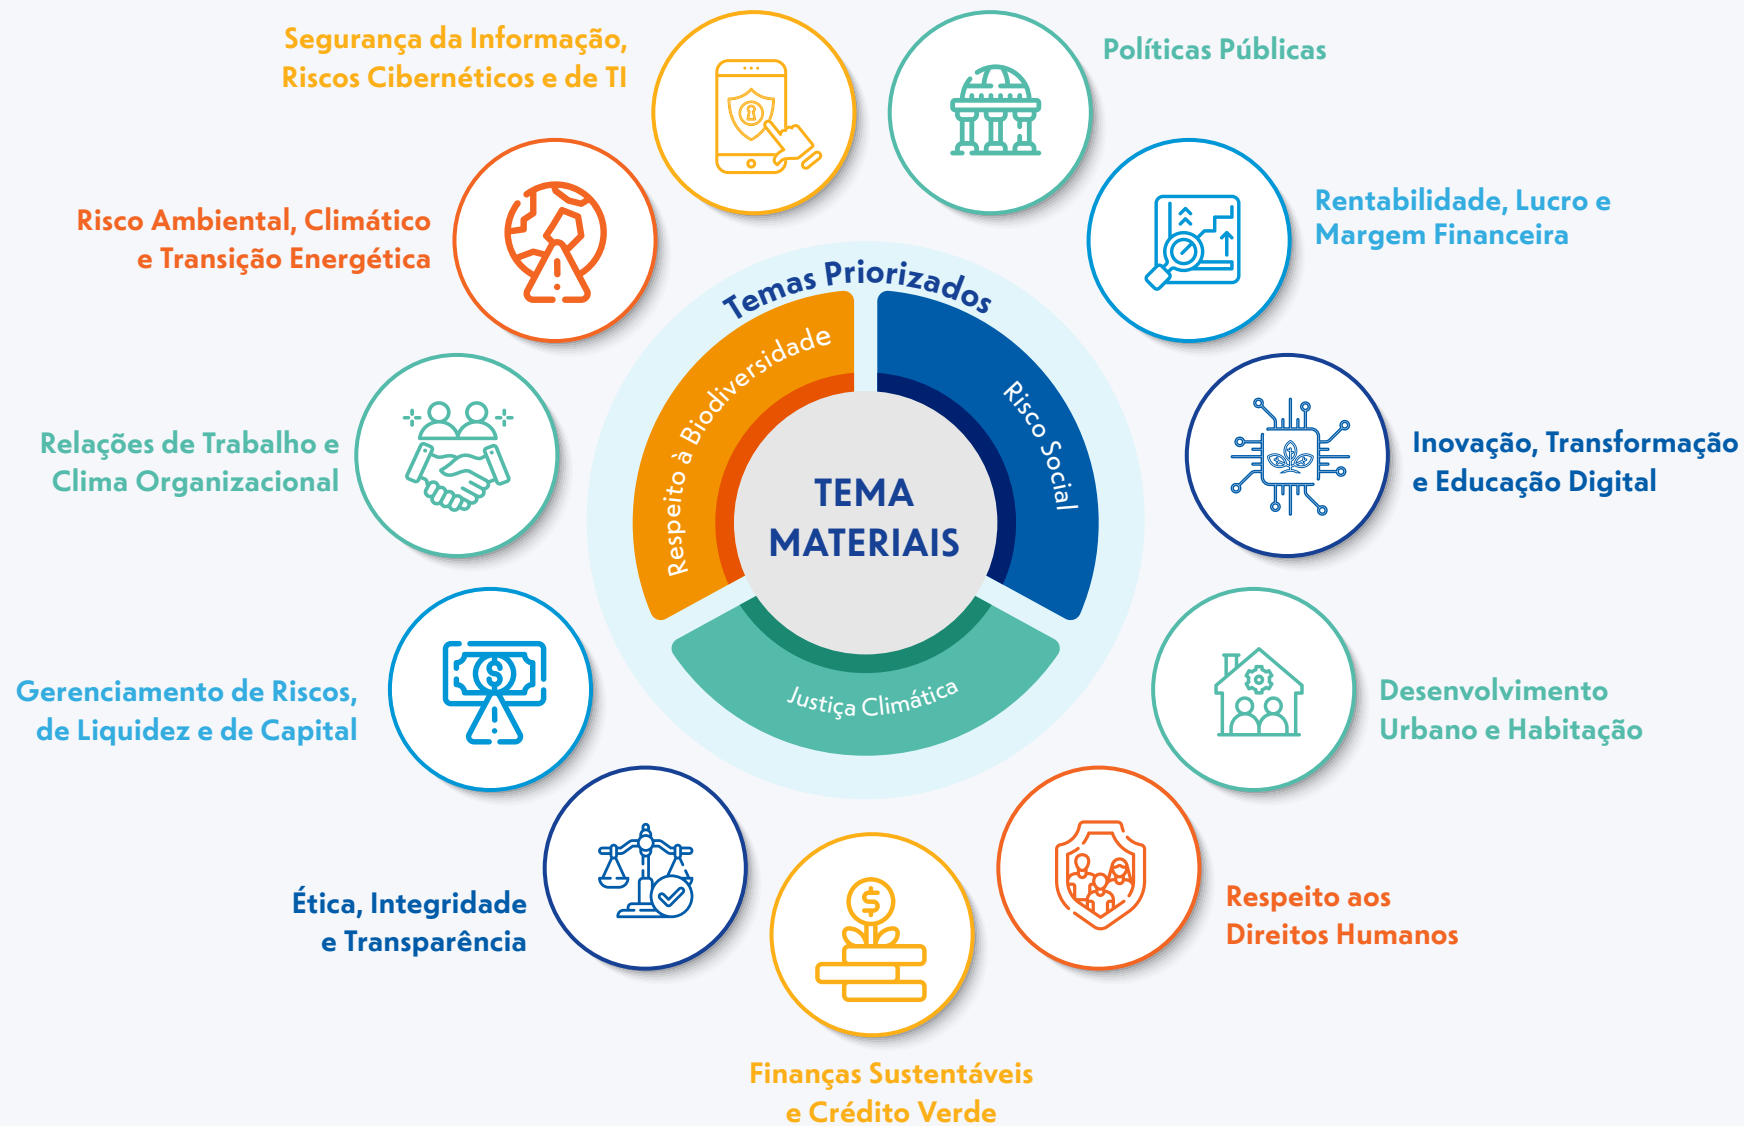 Segurança da Informação,
Riscos Cibernéticos e de TI
Políticas Públicas
Risco Ambiental, Climático
e Transição Energética
Rentabilidade, Lucro e
Margem Financeira
Temas Priorizados
Respeito à Biodiversidade
Risco Social
Justiça Climática
TEMA
MATERIAIS
Relações de Trabalho e
Clima Organizacional
Inovação, Transformação
e Educação Digital
Gerenciamento de Riscos,
de Liquidez e de Capital
Desenvolvimento
Urbano e Habitação
Ética, Integridade
e Transparência
Respeito aos
Direitos Humanos
Finanças Sustentáveis
e Crédito Verde